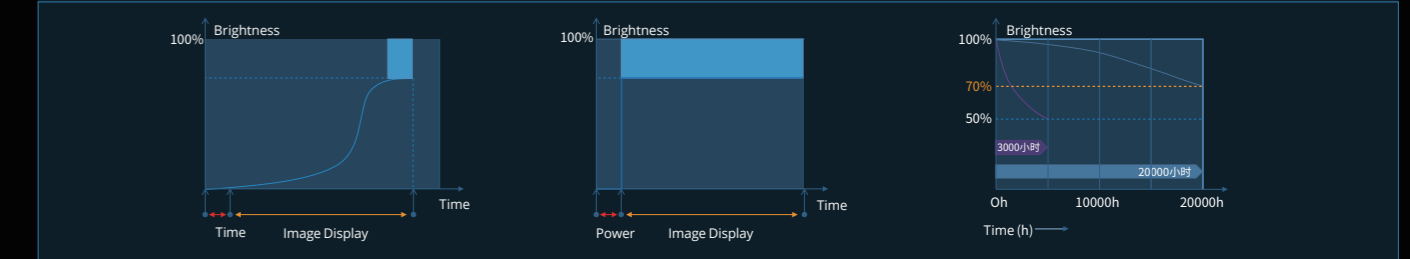 Brightness
100%
Time
Time
Image Display
Brightness
100%
Time
Power
Image Display
Brightness
100%
70%
50%
3000小时
20000小时
Oh
10000h
20000h
Time (h)